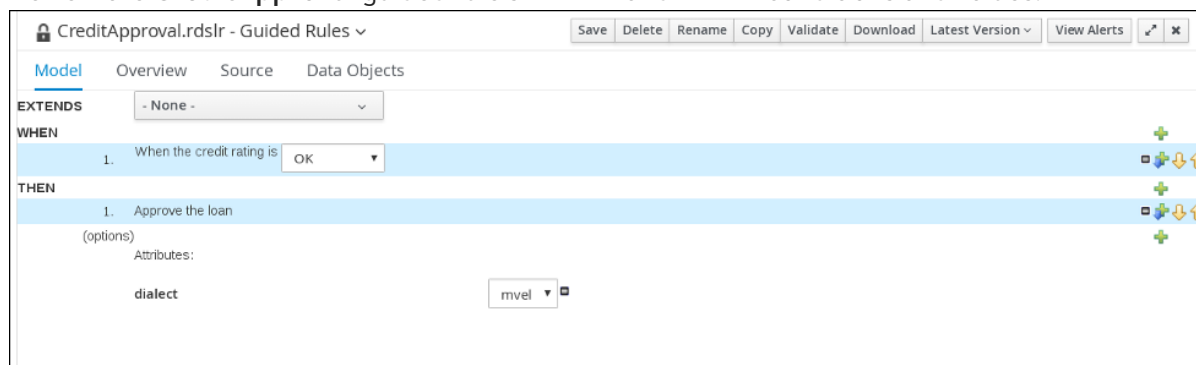 CreditApproval.rdslr - Guided Rules
Save Delete Rename Copy Validate Download Latest Version View Alerts
Model Overview Source Data Objects
EXTENDS - None -
WHEN
1. When the credit rating is OK
THEN
1. Approve the loan
(options)
Attributes:
dialect mvel